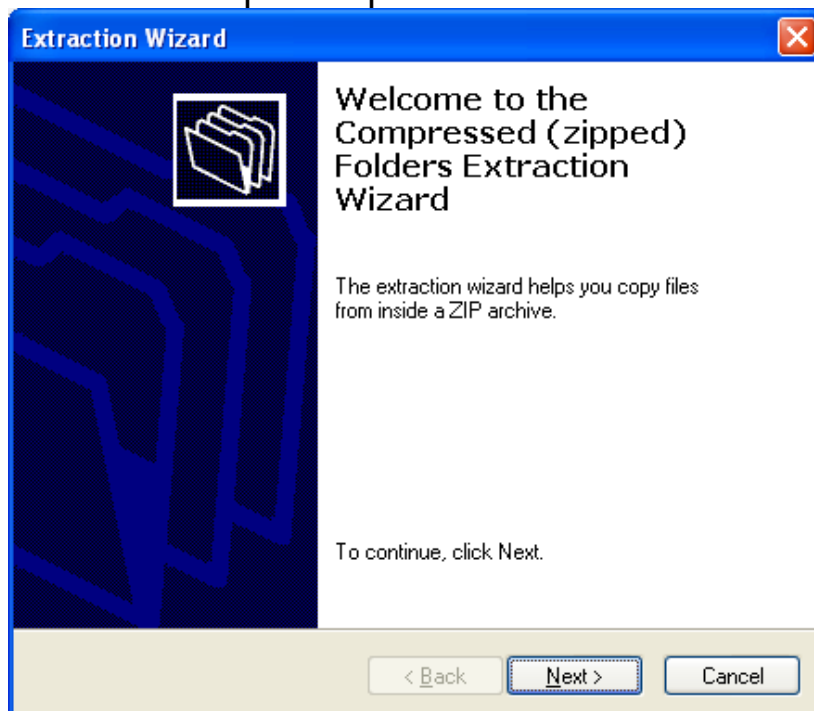 Extraction Wizard
Welcome to the
Compressed (zipped)
Folders Extraction
Wizard
The extraction wizard helps you copy files
from inside a ZIP archive.
To continue, click Next.
< Back
Next >
Cancel